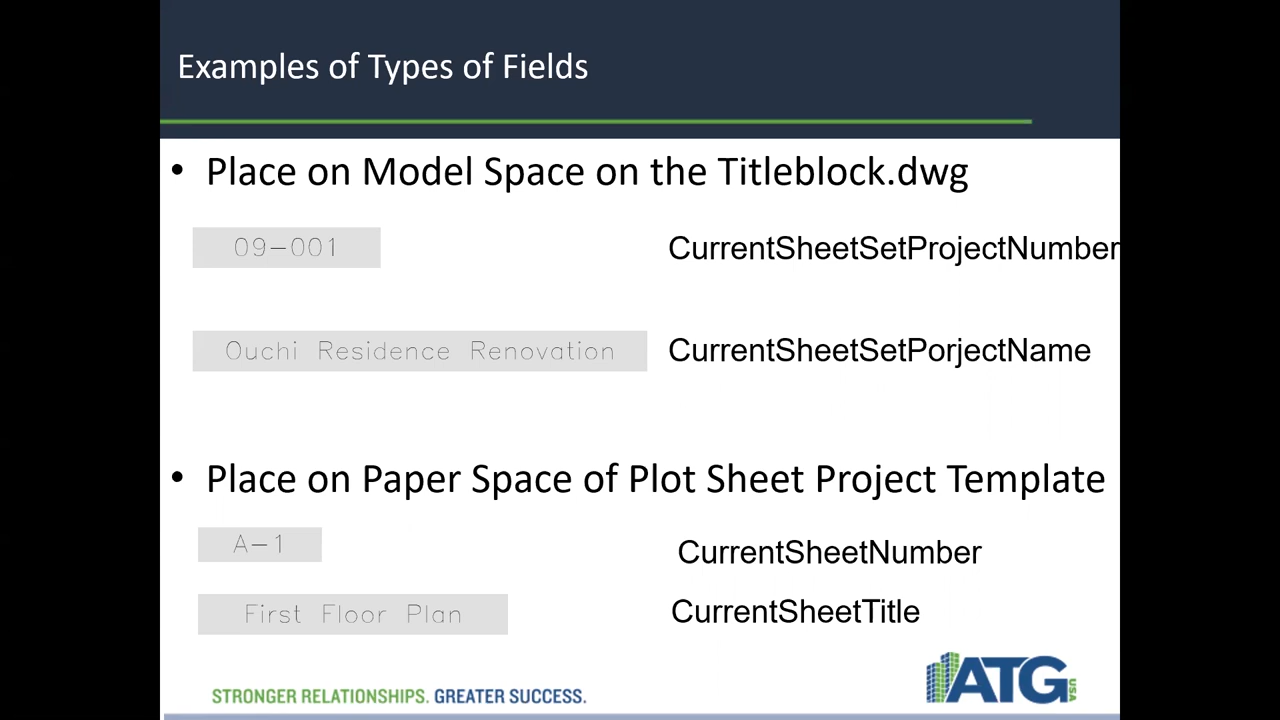 Examples of Types of Fields
• Place on Model Space on the Titleblock.dwg
09-001 CurrentSheetSetProjectNumber
Ouchi Residence Renovation CurrentSheetSetPorjectName
• Place on Paper Space of Plot Sheet Project Template
A-1 CurrentSheetNumber
First Floor Plan CurrentSheetTitle
STRONGER RELATIONSHIPS. GREATER SUCCESS.
ATG USA